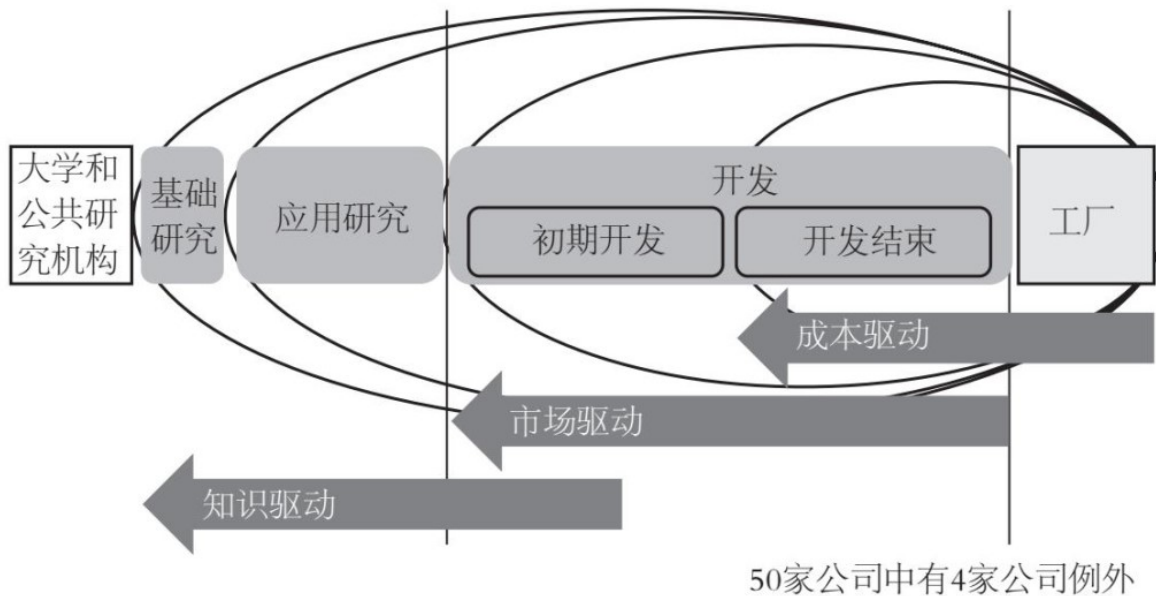 大学和
公共研
究机构
基础
研究
应用研究
开发
初期开发
开发结束
工厂
成本驱动
市场驱动
知识驱动
50家公司中有4家公司例外